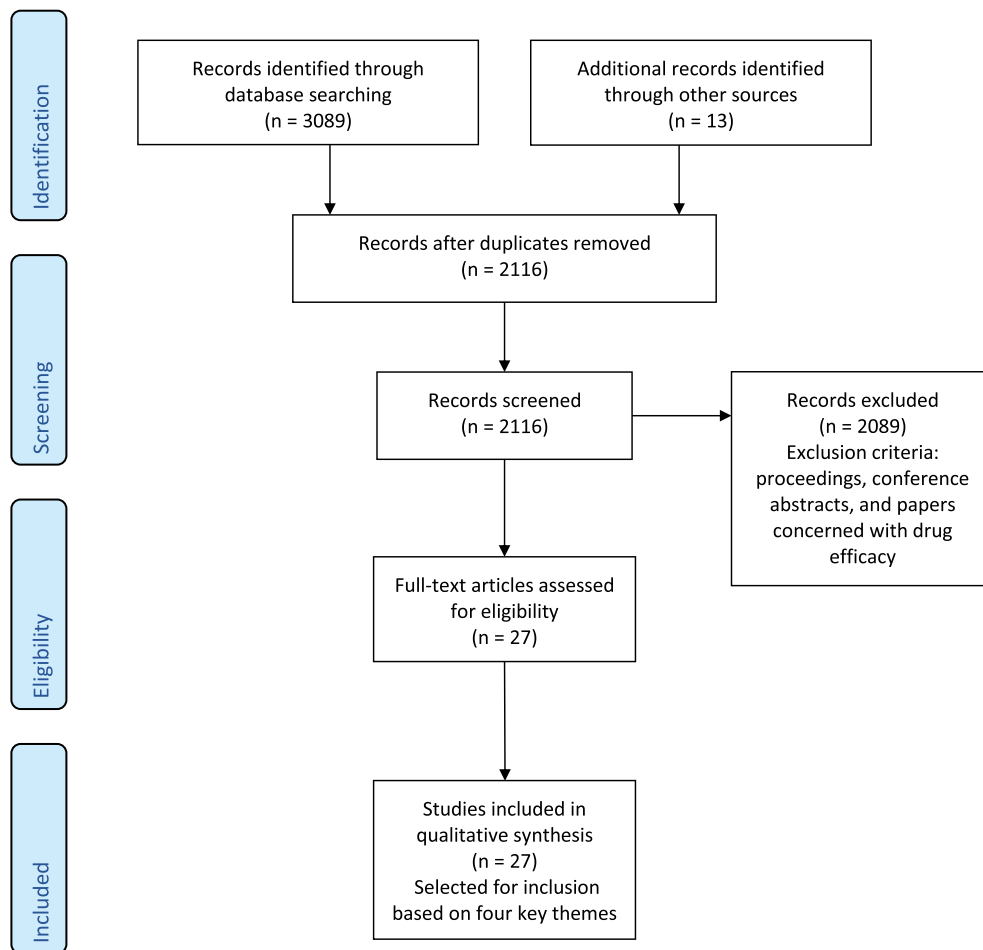 Identification
Records identified through
database searching
(n = 3089)
Additional records identified
through other sources
(n = 13)
Records after duplicates removed
(n = 2116)
Screening
Records screened
(n = 2116)
Records excluded
(n = 2089)
Exclusion criteria:
proceedings, conference
abstracts, and papers
concerned with drug
efficacy
Eligibility
Full-text articles assessed
for eligibility
(n = 27)
Included
Studies included in
qualitative synthesis
(n = 27)
Selected for inclusion
based on four key themes